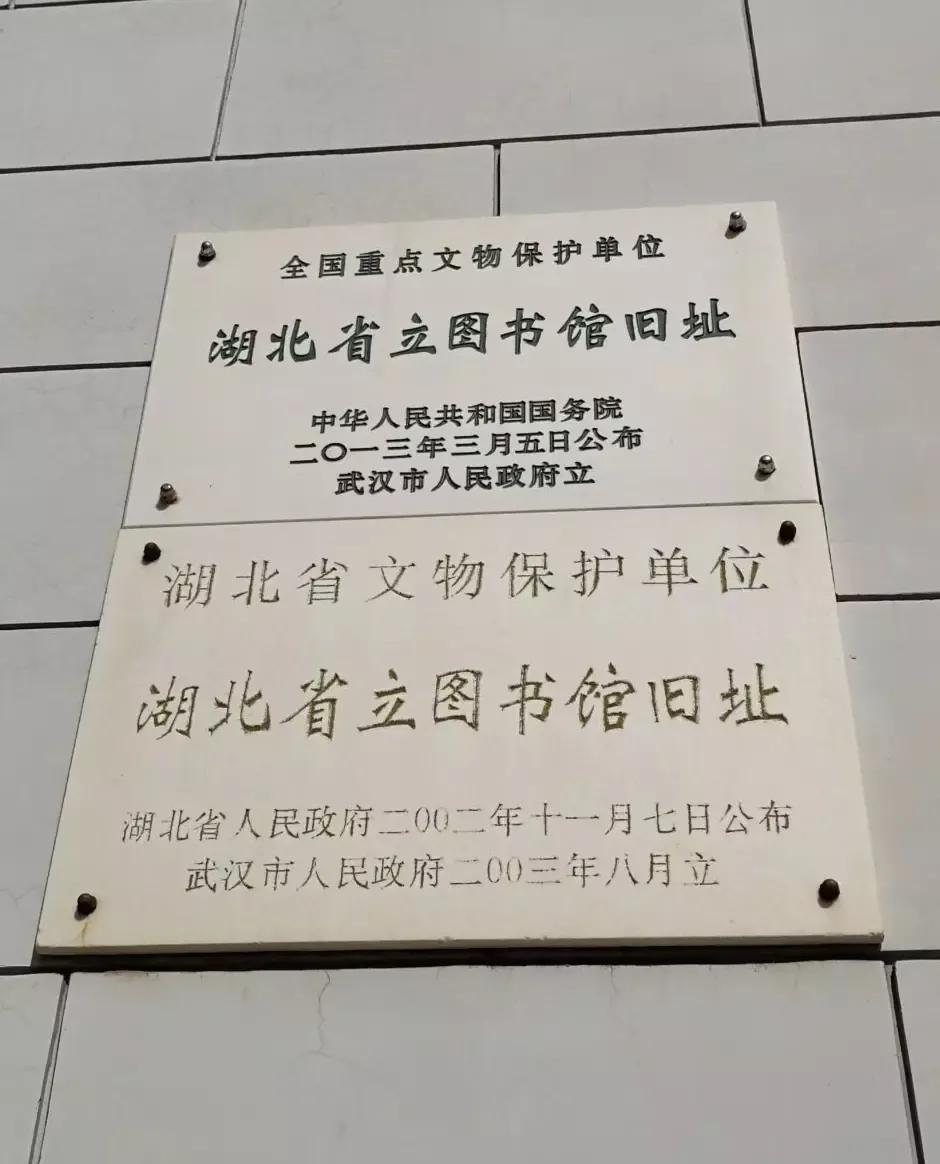 全国重点文物保护单位
湖北省立图书馆旧址
中华人民共和国国务院
二〇一三年三月五日公布
武汉市人民政府立
湖北省文物保护单位
湖北省立图书馆旧址
湖北省人民政府二00二年十一月七日公布
武汉市人民政府二00三年八月立